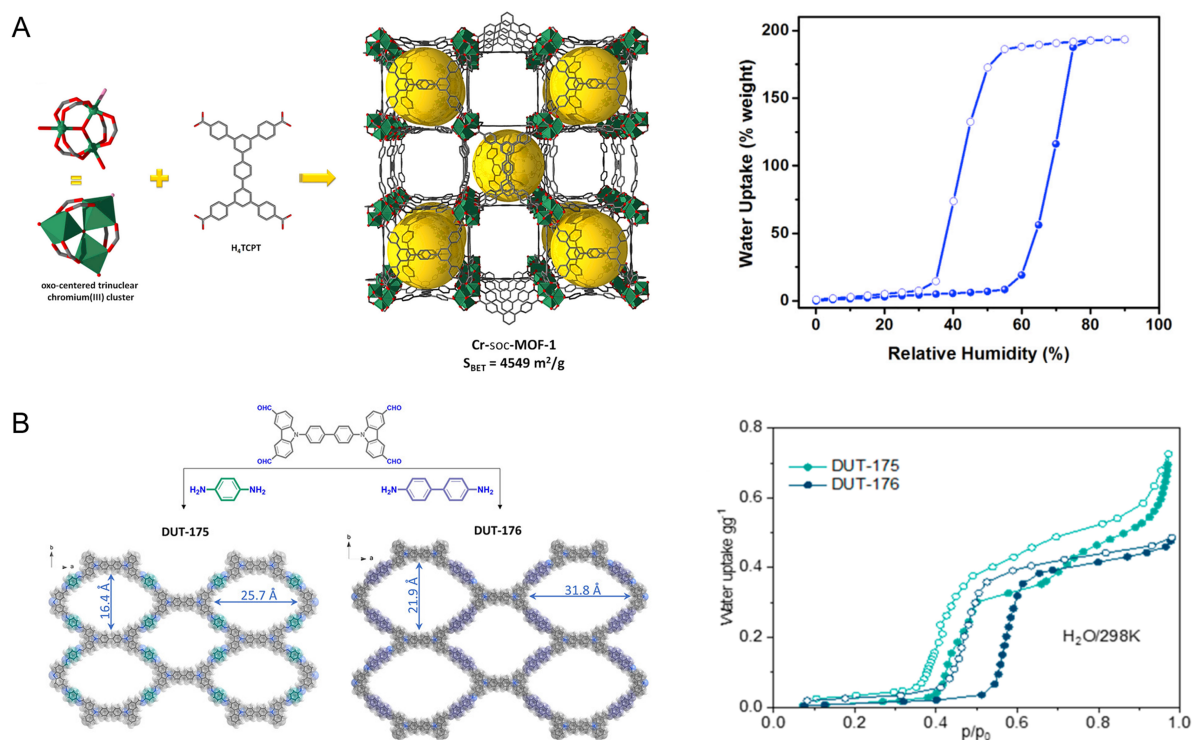 A
H₄TCPT
oxo-centered trinuclear
chromium(III) cluster
Cr-soc-MOF-1
S_BET = 4549 m²/g
200
150
100
50
0
Water Uptake (% weight)
0 20 40 60 80 100
Relative Humidity (%)
B
OHC
CHO
OHC
CHO
H₂N
NH₂
H₂N
NH₂
DUT-175
DUT-176
b
a
16.4 Å
25.7 Å
b
a
21.9 Å
31.8 Å
0.8
0.6
0.4
0.2
0
Water uptake gg⁻¹
DUT-175
DUT-176
H₂O/298K
0.0 0.2 0.4 0.6 0.8 1.0
p/p₀